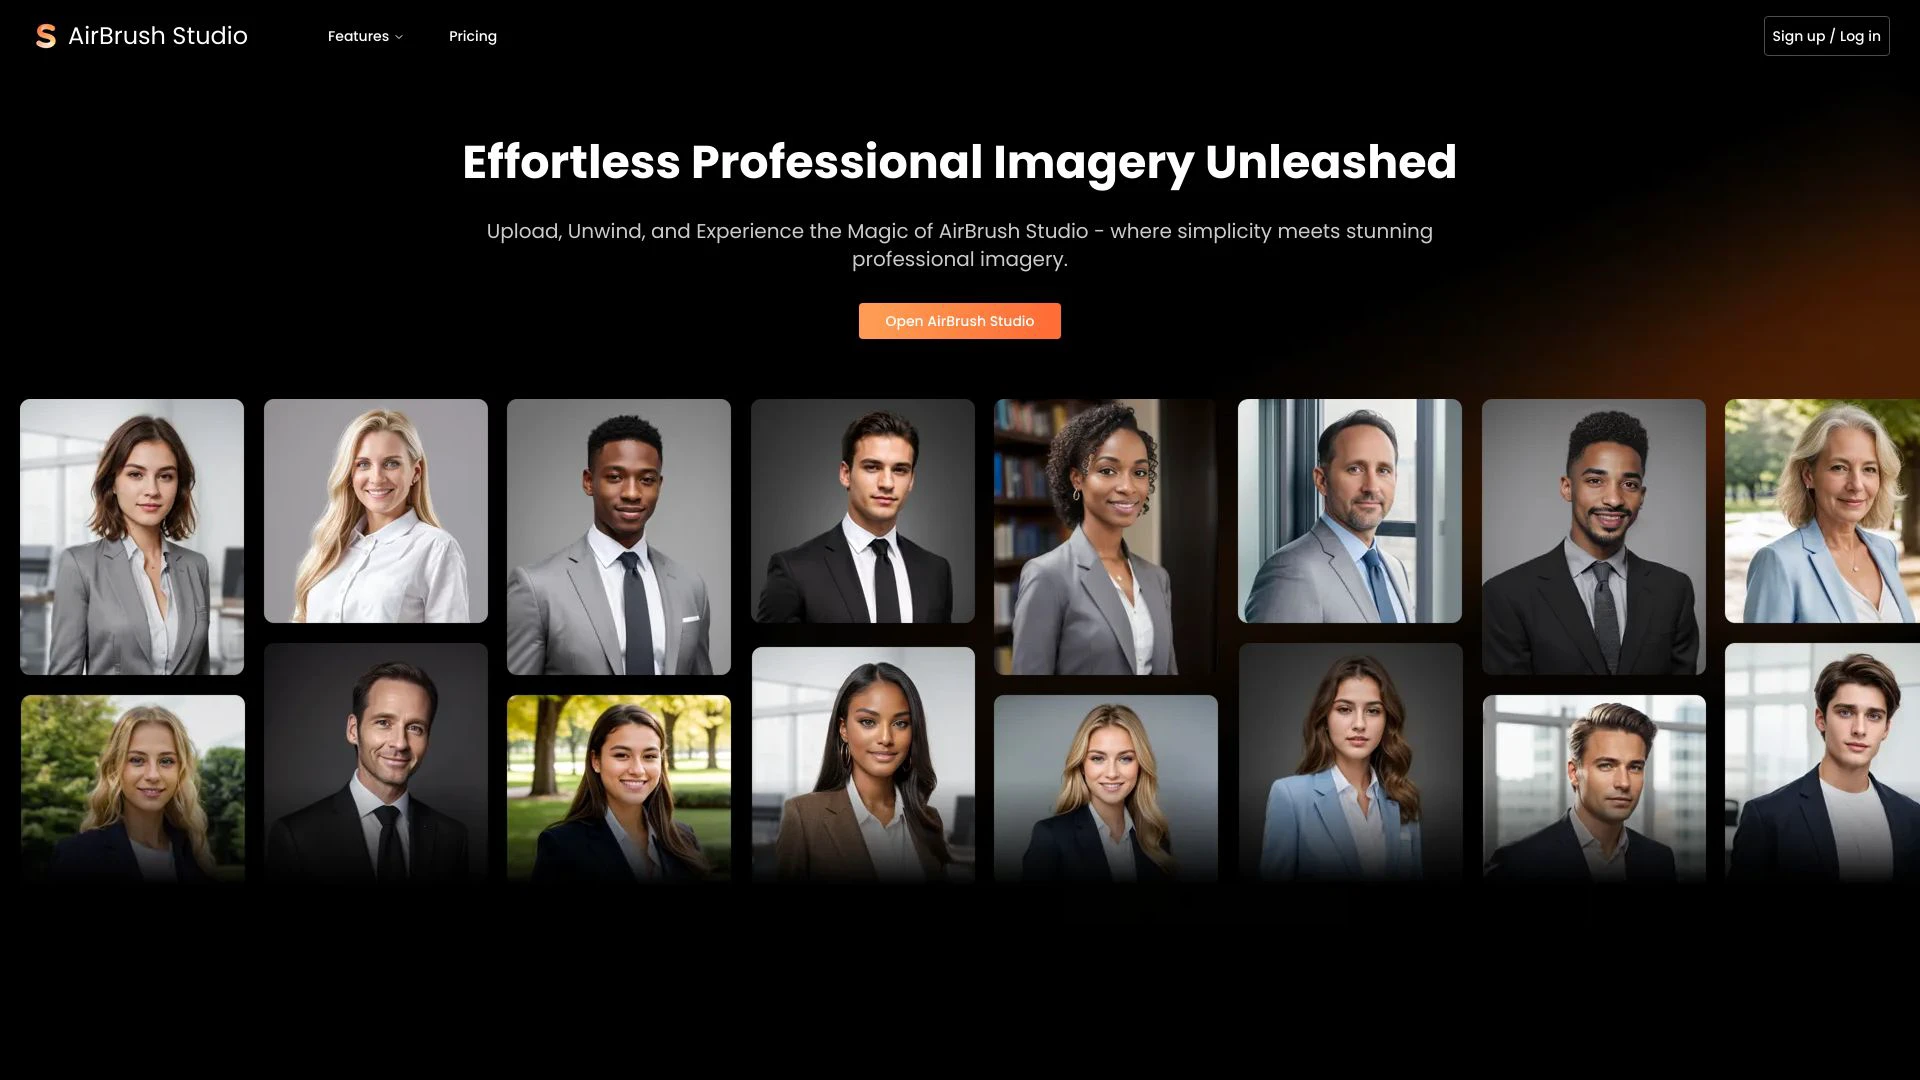 AirBrush Studio
Features
Pricing
Sign up / Log in
Effortless Professional Imagery Unleashed
Upload, Unwind, and Experience the Magic of AirBrush Studio - where simplicity meets stunning
professional imagery.
Open AirBrush Studio